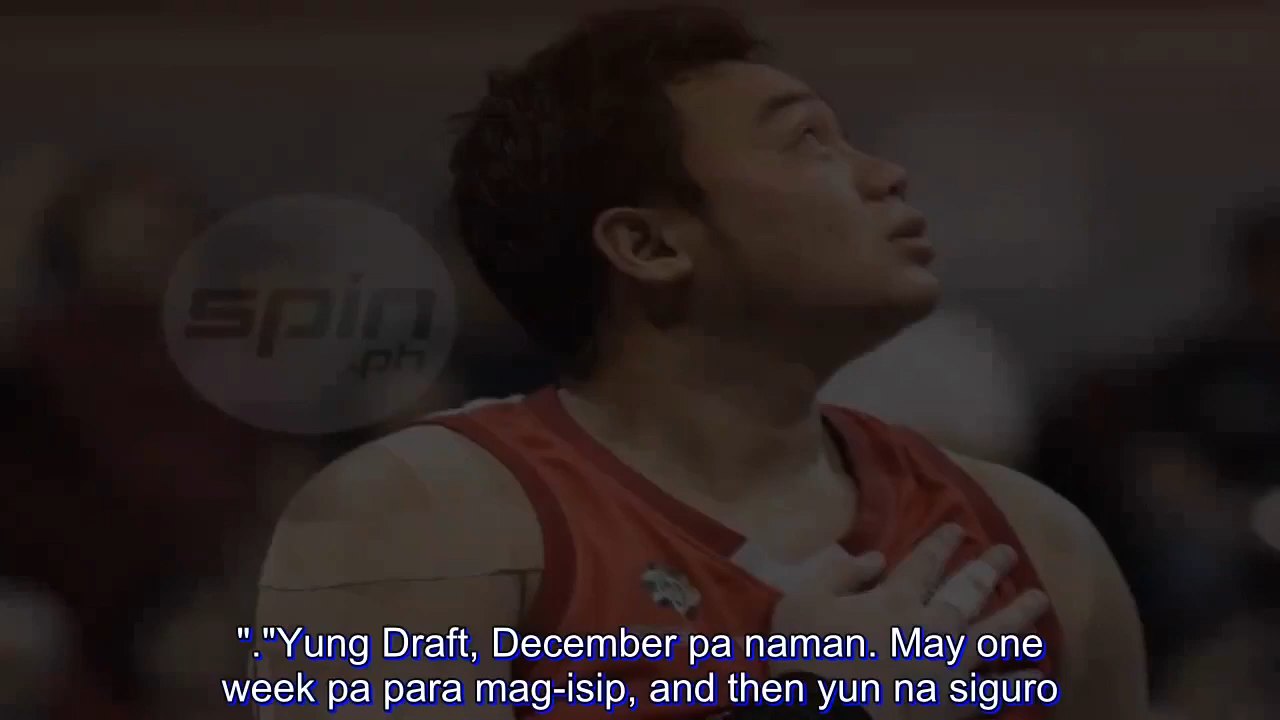 spin
.ph
"."Yung Draft, December pa naman. May one
week pa para mag-isip, and then yun na siguro